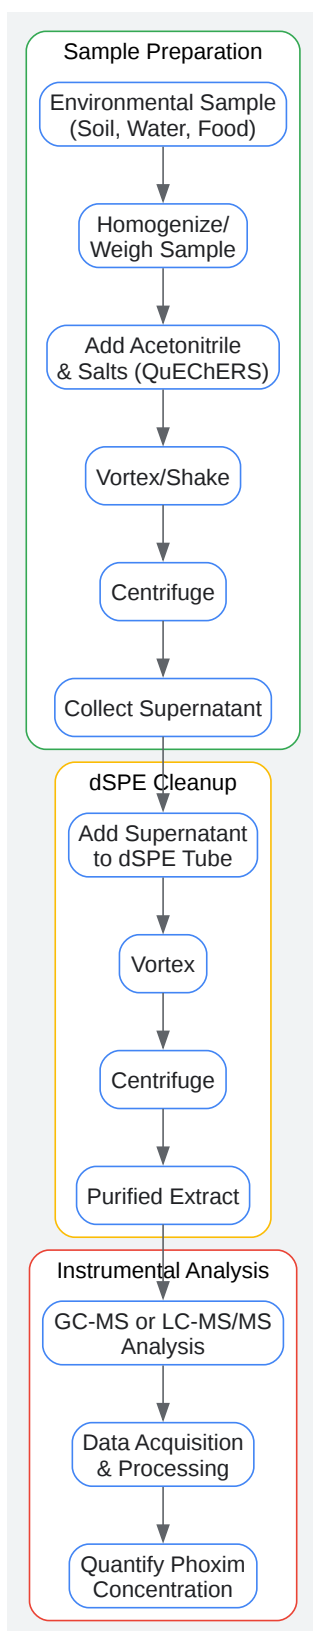 Sample Preparation
Environmental Sample
(Soil, Water, Food)
Homogenize/
Weigh Sample
Add Acetonitrile
& Salts (QuEChERS)
Vortex/Shake
Centrifuge
Collect Supernatant
dSPE Cleanup
Add Supernatant
to dSPE Tube
Vortex
Centrifuge
Purified Extract
Instrumental Analysis
GC-MS or LC-MS/MS
Analysis
Data Acquisition
& Processing
Quantify Phoxim
Concentration